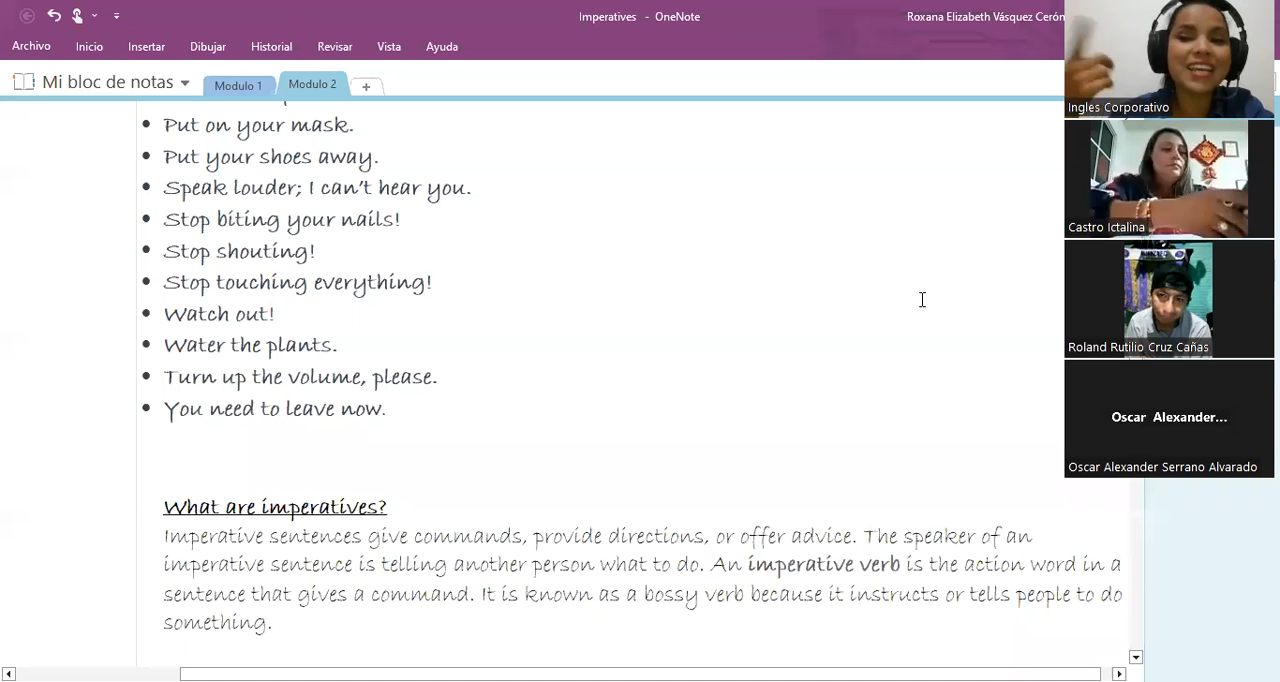 Imperatives - OneNote
Roxana Elizabeth Vásquez Cerón
Archivo Inicio Insertar Dibujar Historial Revisar Vista Ayuda
Mi bloc de notas Modulo 1 Modulo 2 +
• Put on your mask.
• Put your shoes away.
• Speak louder; I can't hear you.
• Stop biting your nails!
• Stop shouting!
• Stop touching everything!
• Watch out!
• Water the plants.
• Turn up the volume, please.
• You need to leave now.
What are imperatives?
Imperative sentences give commands, provide directions, or offer advice. The speaker of an
imperative sentence is telling another person what to do. An imperative verb is the action word in a
sentence that gives a command. It is known as a bossy verb because it instructs or tells people to do
something.
Ingles Corporativo
Castro Ictalina
Roland Rutilio Cruz Cañas
Oscar Alexander...
Oscar Alexander Serrano Alvarado